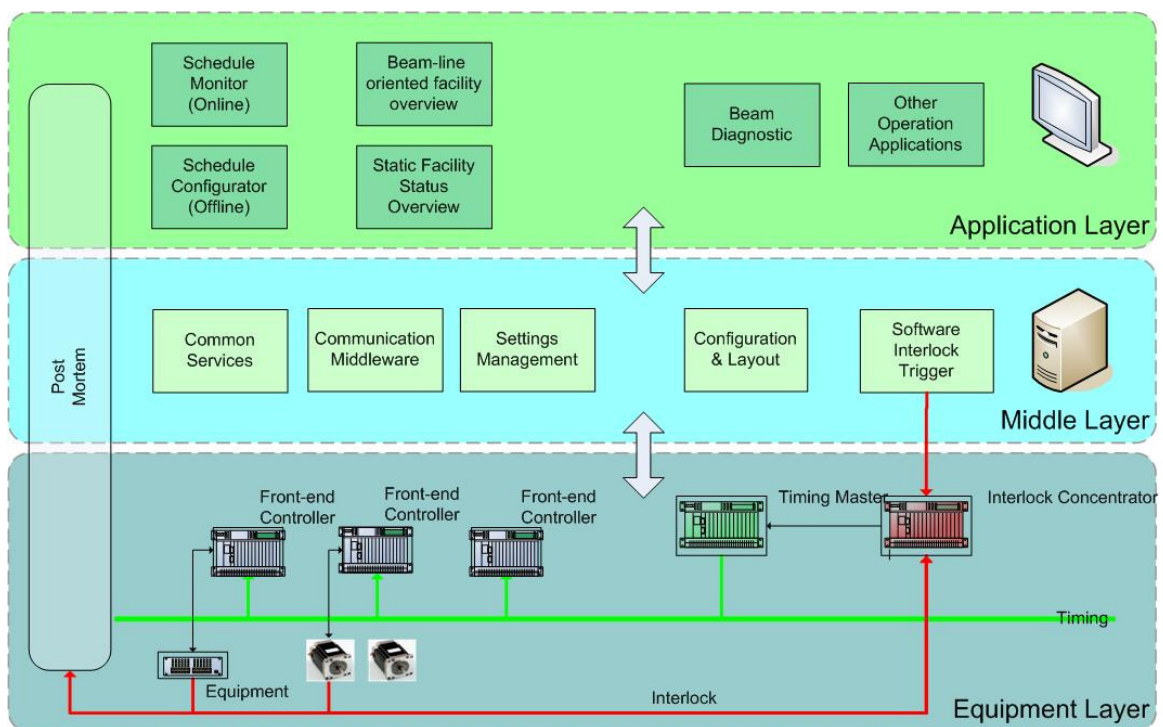 Schedule
Monitor
(Online)
Beam-line
oriented facility
overview
Beam
Diagnostic
Other
Operation
Applications
Schedule
Configurator
(Offline)
Static Facility
Status
Overview
Application Layer
Post
Mortem
Common
Services
Communication
Middleware
Settings
Management
Configuration
& Layout
Software
Interlock
Trigger
Middle Layer
Front-end
Controller
Front-end
Controller
Front-end
Controller
Timing Master
Interlock Concentrator
Timing
Equipment
Interlock
Equipment Layer